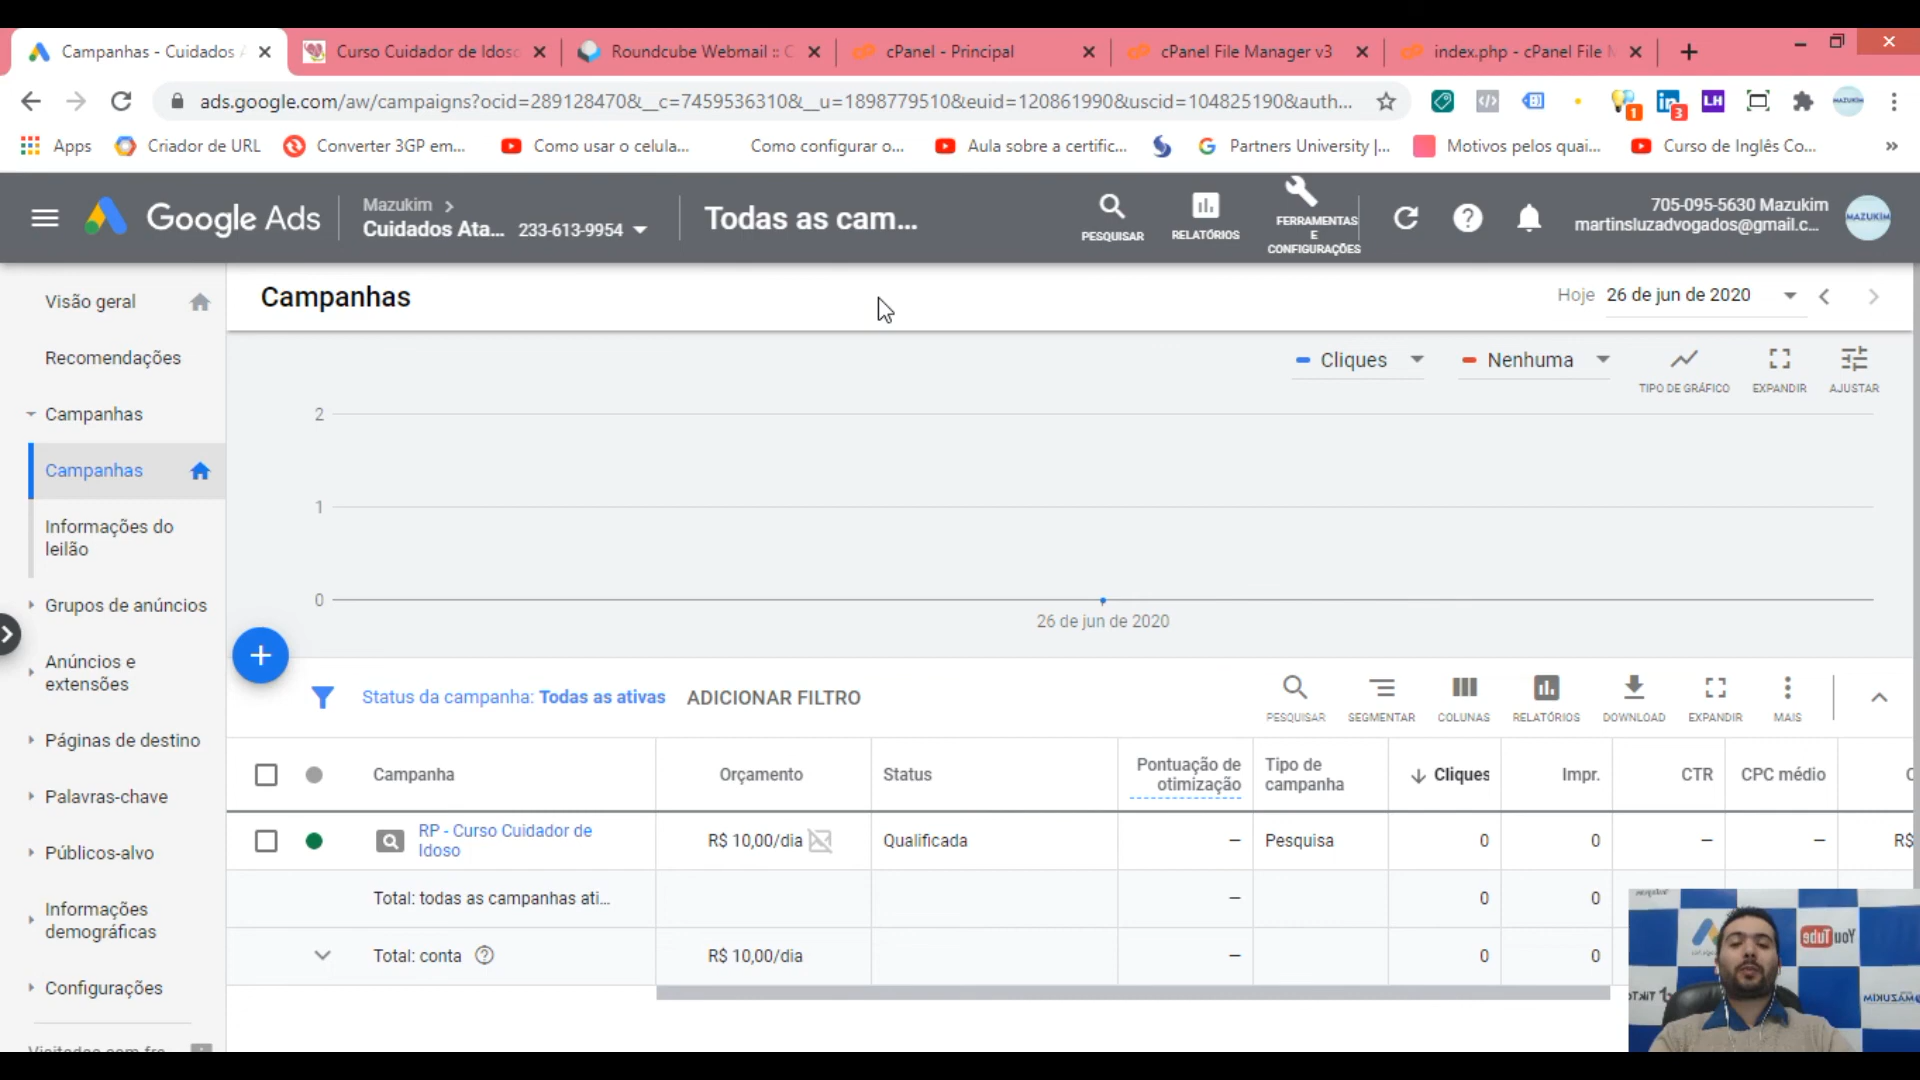 Campanhas - Cuidados A
Curso Cuidador de Idoso
Roundcube Webmail :: C
cPanel - Principal
cPanel File Manager v3
index.php - cPanel File M
ads.google.com/aw/campaigns?ocid=289128470&__c=7459536310&__u=1898779510&euid=120861990&uscid=104825190&auth...
1
3
LH
MAZUKIM
Apps
Criador de URL
Converter 3GP em...
Como usar o celula...
Como configurar o...
Aula sobre a certific...
Partners University |...
Motivos pelos quai...
Curso de Inglês Co...
»
Google Ads
Mazukim >
Cuidados Ata... 233-613-9954
Todas as cam...
PESQUISAR
RELATÓRIOS
FERRAMENTAS
E
CONFIGURAÇÕES
705-095-5630 Mazukim
martinsluzadvogados@gmail.c...
MAZUKIM
Visão geral
Recomendações
Campanhas
Campanhas
Informações do
leilão
Grupos de anúncios
Anúncios e
extensões
Páginas de destino
Palavras-chave
Públicos-alvo
Informações
demográficas
Configurações
Campanhas
Hoje 26 de jun de 2020
Cliques
Nenhuma
TIPO DE GRÁFICO
EXPANDIR
AJUSTAR
2
1
0
26 de jun de 2020
Status da campanha: Todas as ativas
ADICIONAR FILTRO
PESQUISAR
SEGMENTAR
COLUNAS
RELATÓRIOS
DOWNLOAD
EXPANDIR
MAIS
Campanha
Orçamento
Status
Pontuação de
otimização
Tipo de
campanha
Cliques
Impr.
CTR
CPC médio
C
RP - Curso Cuidador de
Idoso
R$ 10,00/dia
Qualificada
–
Pesquisa
0
0
–
–
R$
Total: todas as campanhas ati...
–
0
0
Total: conta
R$ 10,00/dia
–
0
0
YouTube
TikTo
MAZUKIM